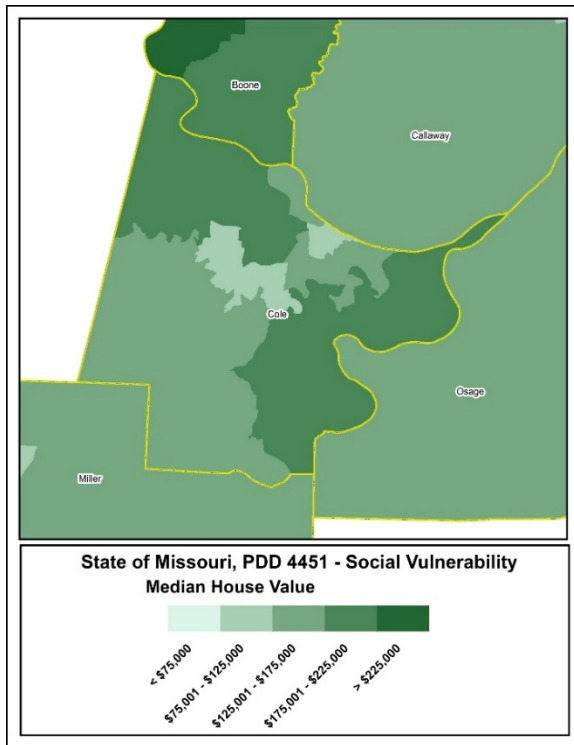 Boone
Callaway
Cole
Osage
Miller
State of Missouri, PDD 4451 - Social Vulnerability
Median House Value
< $75,000
$75,001 - $125,000
$125,001 - $175,000
$175,001 - $225,000
> $225,000